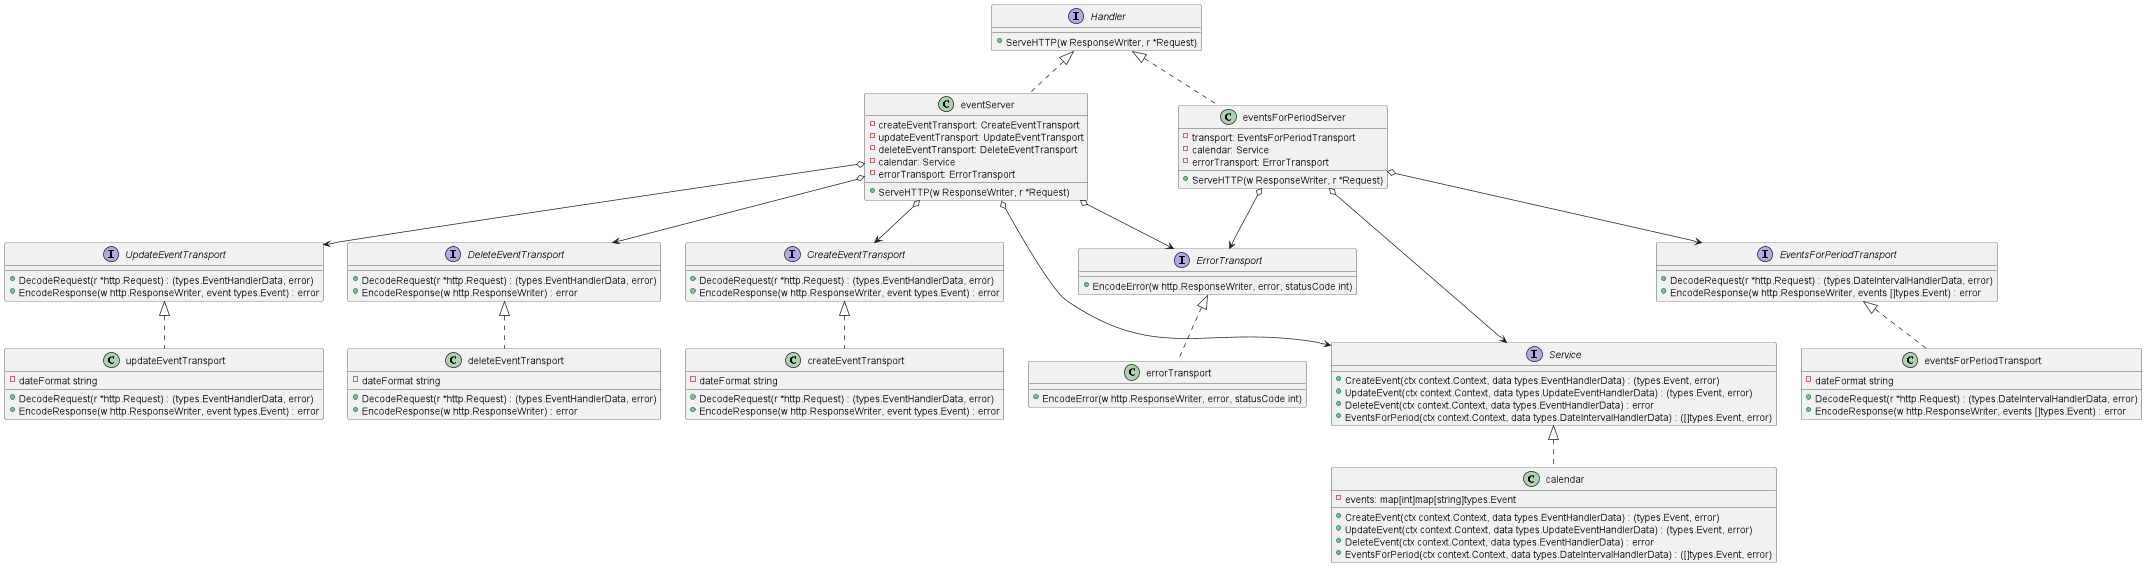 I Handler
ServeHTTP(w ResponseWriter, r *Request)
C eventServer
createEventTransport: CreateEventTransport
updateEventTransport: UpdateEventTransport
deleteEventTransport: DeleteEventTransport
calendar: Service
errorTransport: ErrorTransport
ServeHTTP(w ResponseWriter, r *Request)
C eventsForPeriodServer
transport: EventsForPeriodTransport
calendar: Service
errorTransport: ErrorTransport
ServeHTTP(w ResponseWriter, r *Request)
I UpdateEventTransport
DecodeRequest(r *http.Request) : (types.EventHandlerData, error)
EncodeResponse(w http.ResponseWriter, event types.Event) : error
I DeleteEventTransport
DecodeRequest(r *http.Request) : (types.EventHandlerData, error)
EncodeResponse(w http.ResponseWriter) : error
I CreateEventTransport
DecodeRequest(r *http.Request) : (types.EventHandlerData, error)
EncodeResponse(w http.ResponseWriter, event types.Event) : error
I ErrorTransport
EncodeError(w http.ResponseWriter, error, statusCode int)
I EventsForPeriodTransport
DecodeRequest(r *http.Request) : (types.DateIntervalHandlerData, error)
EncodeResponse(w http.ResponseWriter, events []types.Event) : error
C updateEventTransport
dateFormat string
DecodeRequest(r *http.Request) : (types.EventHandlerData, error)
EncodeResponse(w http.ResponseWriter, event types.Event) : error
C deleteEventTransport
dateFormat string
DecodeRequest(r *http.Request) : (types.EventHandlerData, error)
EncodeResponse(w http.ResponseWriter) : error
C createEventTransport
dateFormat string
DecodeRequest(r *http.Request) : (types.EventHandlerData, error)
EncodeResponse(w http.ResponseWriter, event types.Event) : error
C errorTransport
EncodeError(w http.ResponseWriter, error, statusCode int)
I Service
CreateEvent(ctx context.Context, data types.EventHandlerData) : (types.Event, error)
UpdateEvent(ctx context.Context, data types.UpdateEventHandlerData) : (types.Event, error)
DeleteEvent(ctx context.Context, data types.EventHandlerData) : error
EventsForPeriod(ctx context.Context, data types.DateIntervalHandlerData) : ([]types.Event, error)
C eventsForPeriodTransport
dateFormat string
DecodeRequest(r *http.Request) : (types.DateIntervalHandlerData, error)
EncodeResponse(w http.ResponseWriter, events []types.Event) : error
C calendar
events: map[int]map[string]types.Event
CreateEvent(ctx context.Context, data types.EventHandlerData) : (types.Event, error)
UpdateEvent(ctx context.Context, data types.UpdateEventHandlerData) : (types.Event, error)
DeleteEvent(ctx context.Context, data types.EventHandlerData) : error
EventsForPeriod(ctx context.Context, data types.DateIntervalHandlerData) : ([]types.Event, error)